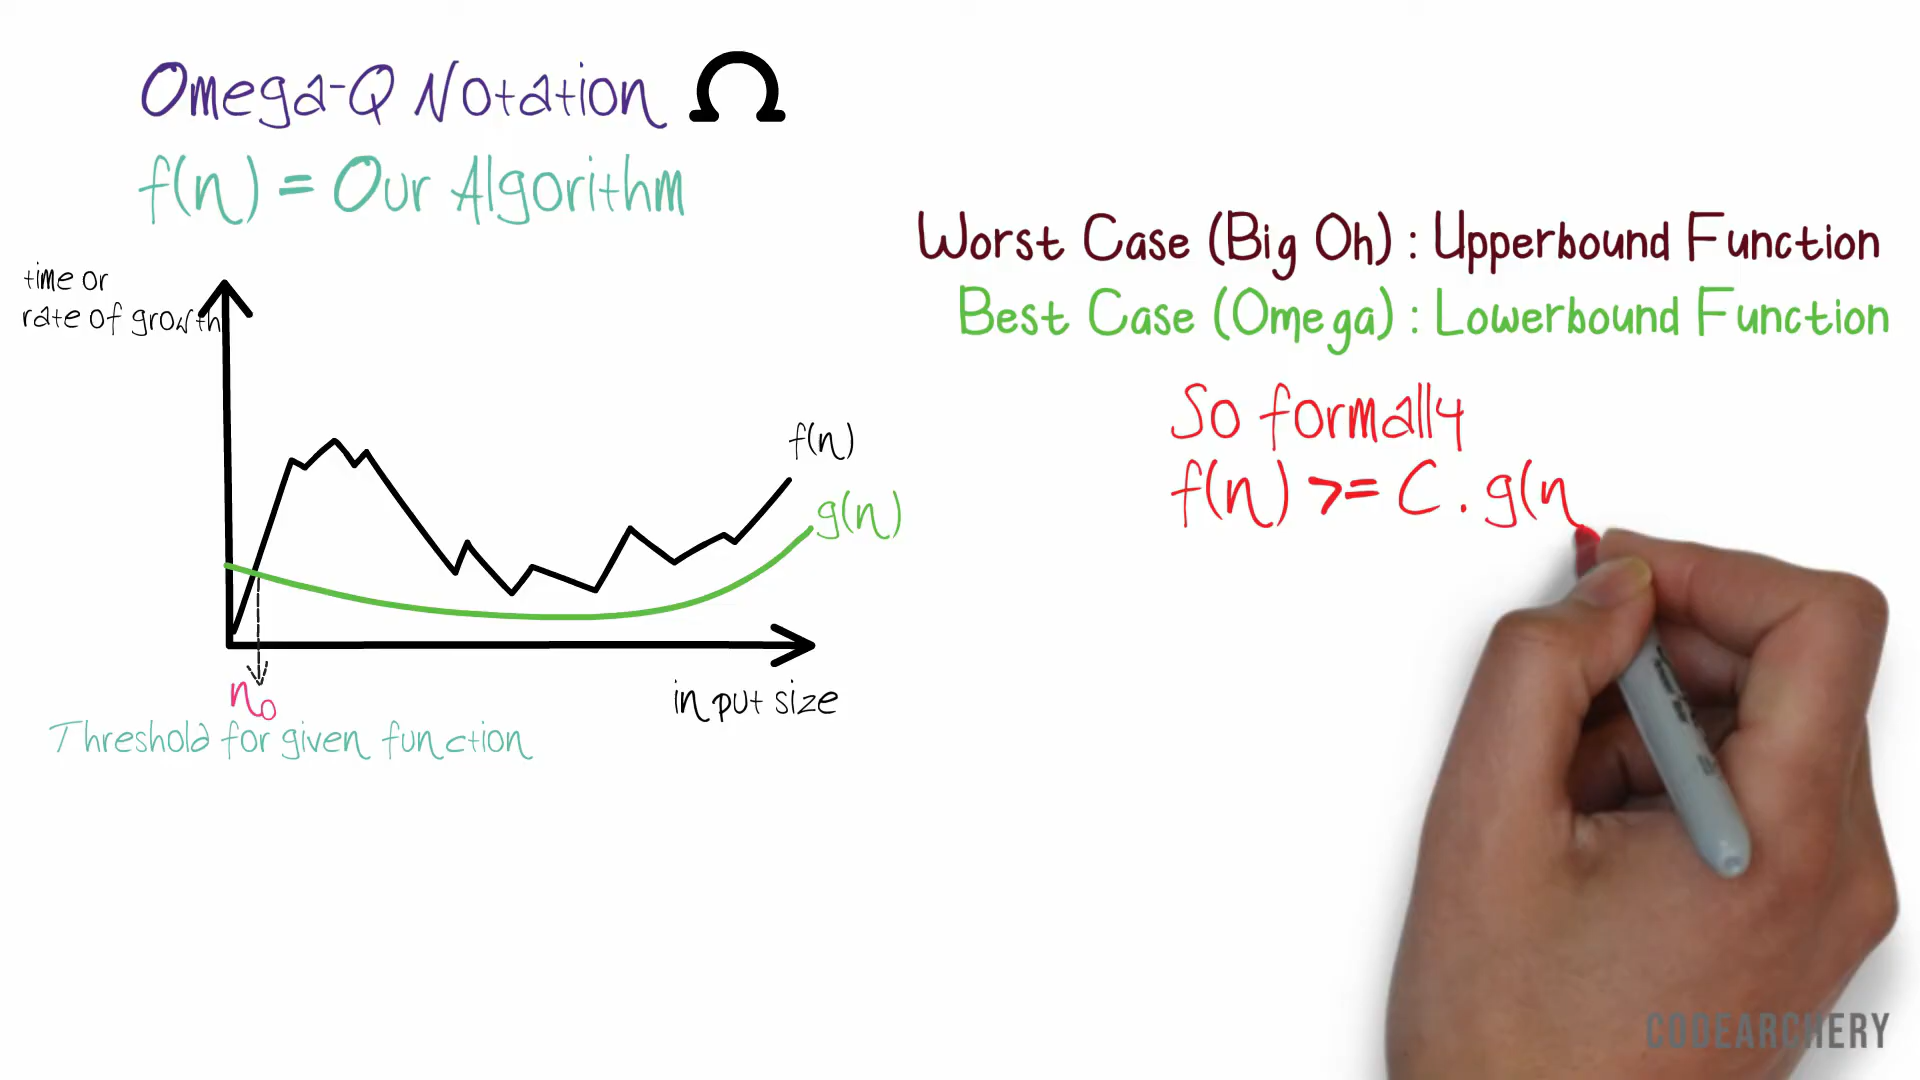 Omega-Q Notation Ω
f(n) = Our Algorithm
time or
rate of growth
f(n)
g(n)
n₀
input size
Threshold for given function
Worst Case (Big Oh) : Upperbound Function
Best Case (Omega) : Lowerbound Function
So formally
f(n) >= C . g(n
CODEARCHERY